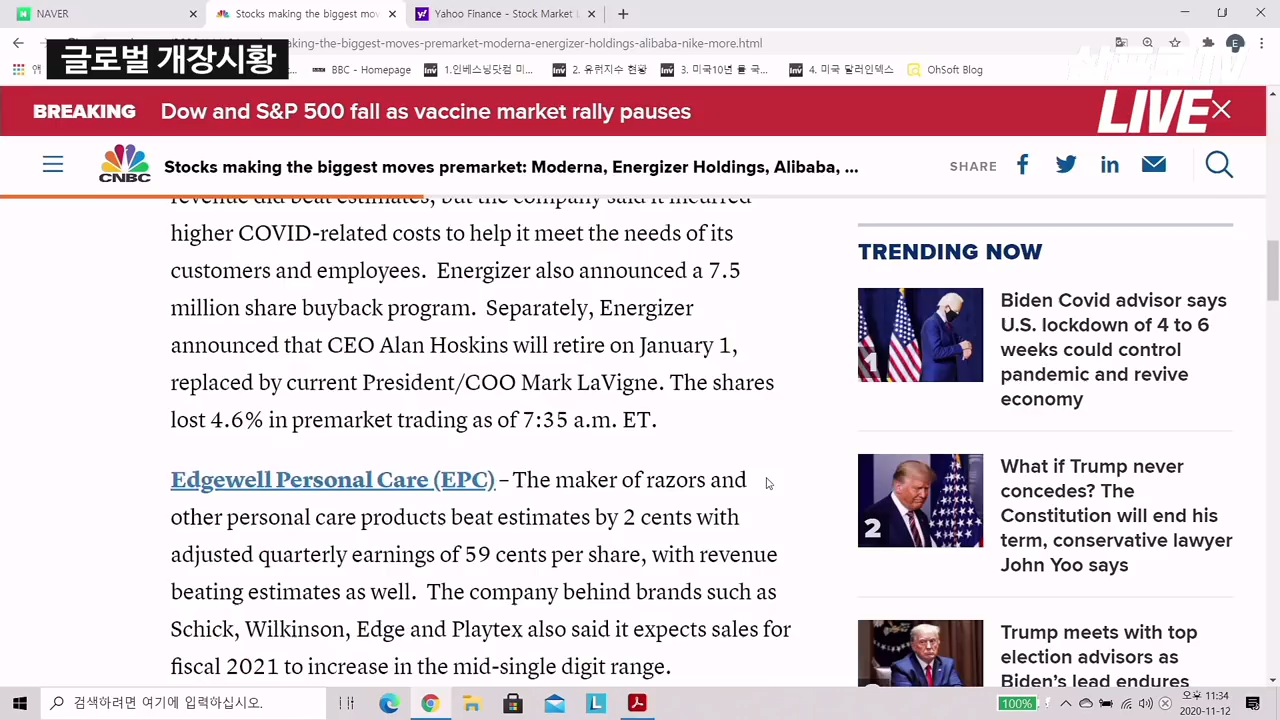 NAVER
Stocks making the biggest mov
Yahoo Finance - Stock Market L
글로벌 개장시황
aking-the-biggest-moves-premarket-moderna-energizer-holdings-alibaba-nike-more.html
E
BBC - Homepage
1.인베스팅닷컴 미...
2. 유럽지수 현황
3. 미국10년 물 국...
4. 미국 달러인덱스
OhSoft Blog
BREAKING Dow and S&P 500 fall as vaccine market rally pauses
LIVE
CNBC
Stocks making the biggest moves premarket: Moderna, Energizer Holdings, Alibaba, ...
SHARE
revenue did beat estimates, but the company said it incurred
higher COVID-related costs to help it meet the needs of its
customers and employees. Energizer also announced a 7.5
million share buyback program. Separately, Energizer
announced that CEO Alan Hoskins will retire on January 1,
replaced by current President/COO Mark LaVigne. The shares
lost 4.6% in premarket trading as of 7:35 a.m. ET.
Edgewell Personal Care (EPC) – The maker of razors and
other personal care products beat estimates by 2 cents with
adjusted quarterly earnings of 59 cents per share, with revenue
beating estimates as well. The company behind brands such as
Schick, Wilkinson, Edge and Playtex also said it expects sales for
fiscal 2021 to increase in the mid-single digit range.
TRENDING NOW
1
Biden Covid advisor says
U.S. lockdown of 4 to 6
weeks could control
pandemic and revive
economy
2
What if Trump never
concedes? The
Constitution will end his
term, conservative lawyer
John Yoo says
Trump meets with top
election advisors as
Biden's lead endures
검색하려면 여기에 입력하십시오.
100%
오후 11:34
2020-11-12